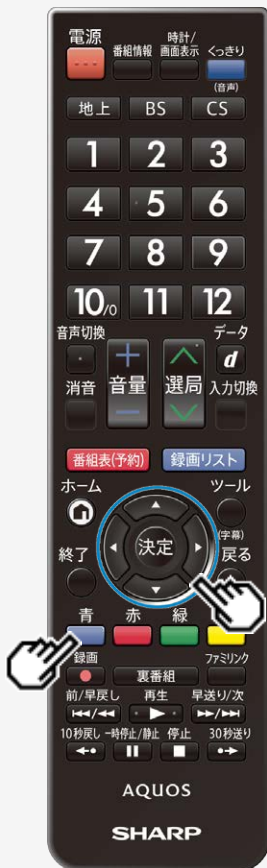 電源
番組情報
時計/
画面表示
くっきり
(音声)
地上 BS CS
1 2 3
4 5 6
7 8 9
10/0 11 12
音声切換 データ
+ d
消音 音量 選局 入力切換
番組表(予約) 録画リスト
ホーム ツール
(字幕)
終了 決定 戻る
青 赤 緑
録画 ファミリンク
裏番組
前/早戻し 再生 早送り/次
10秒戻し 一時停止/静止 停止 30秒送り
AQUOS
SHARP